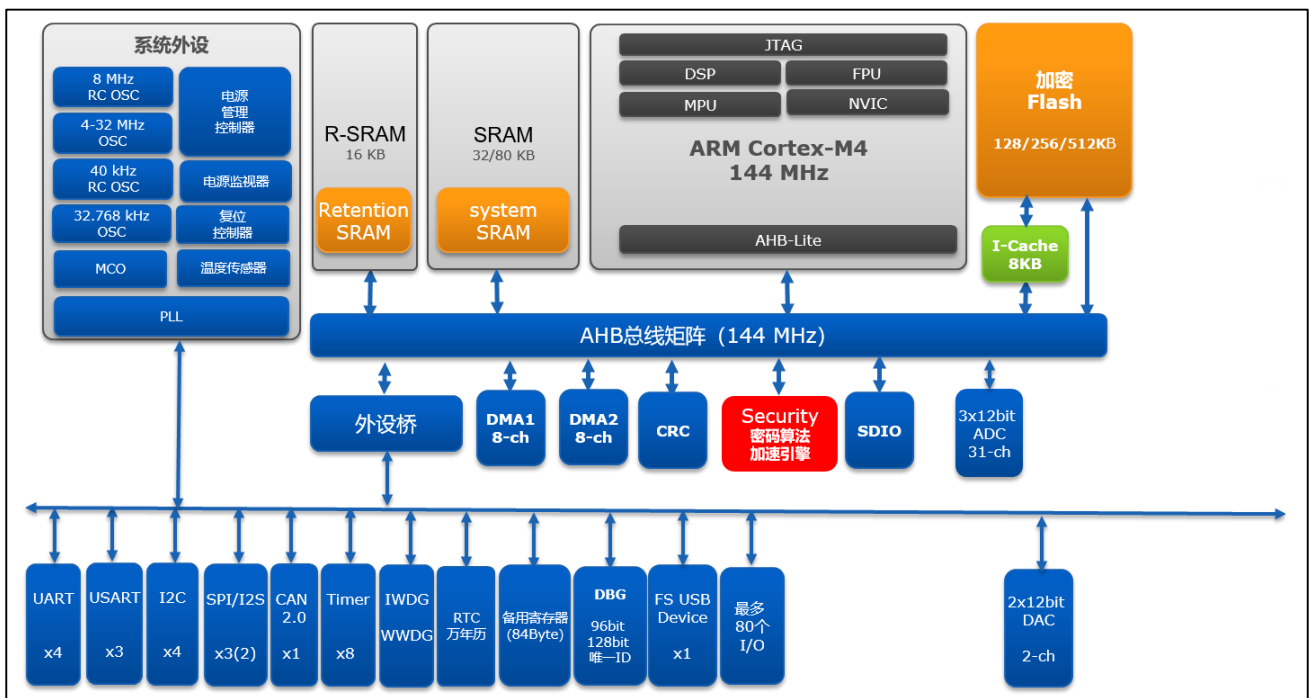 系统外设
8 MHz
RC OSC
电源
管理
控制器
4-32 MHz
OSC
40 kHz
RC OSC
电源监视器
32.768 kHz
OSC
复位
控制器
MCO
温度传感器
PLL
R-SRAM
16 KB
Retention
SRAM
SRAM
32/80 KB
system
SRAM
JTAG
DSP
FPU
MPU
NVIC
ARM Cortex-M4
144 MHz
AHB-Lite
加密
Flash
128/256/512KB
I-Cache
8KB
AHB总线矩阵（144 MHz）
外设桥
DMA1
8-ch
DMA2
8-ch
CRC
Security
密码算法
加速引擎
SDIO
3x12bit
ADC
31-ch
UART
x4
USART
x3
I2C
x4
SPI/I2S
x3(2)
CAN
2.0
x1
Timer
x8
IWDG
WWDG
RTC
万年历
备用寄存器
(84Byte)
DBG
96bit
128bit
唯一ID
FS USB
Device
x1
最多
80个
I/O
2x12bit
DAC
2-ch